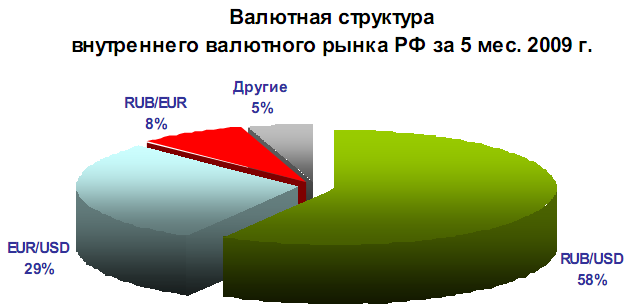 Валютная структура
внутреннего валютного рынка РФ за 5 мес. 2009 г.
Другие
5%
RUB/EUR
8%
EUR/USD
29%
RUB/USD
58%